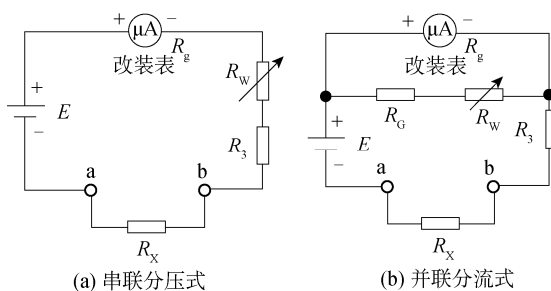 + μA −
Rg
改装表
RW
+
E
−
R3
a b
RX
(a) 串联分压式
+ μA −
Rg
改装表
RG RW
R3
+
E
−
a b
RX
(b) 并联分流式